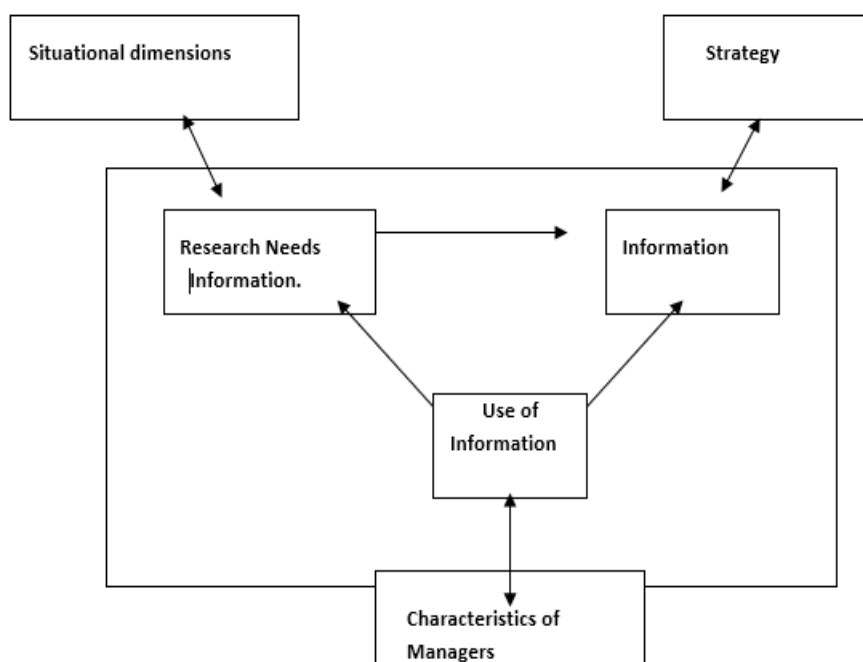 Situational dimensions
Strategy
Research Needs
Information.
Information
Use of
Information
Characteristics of
Managers